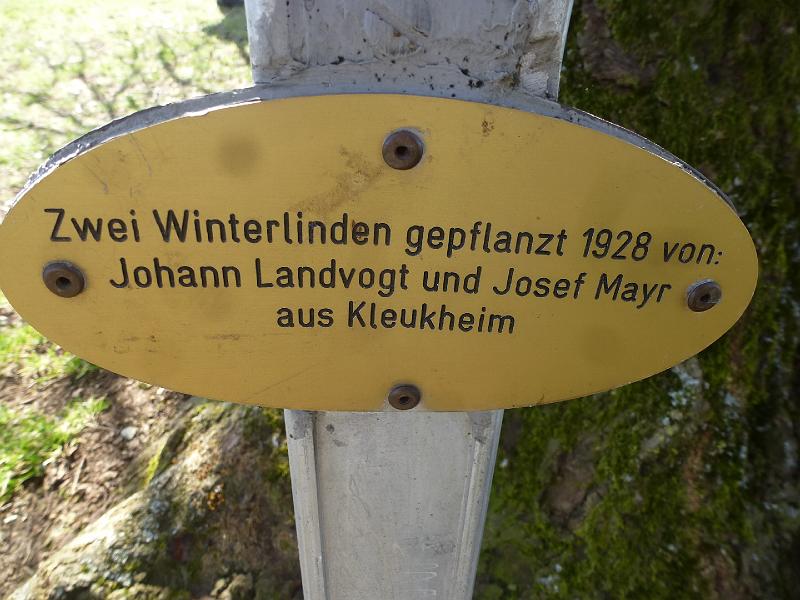 Zwei Winterlinden gepflanzt 1928 von:
Johann Landvogt und Josef Mayr
aus Kleukheim